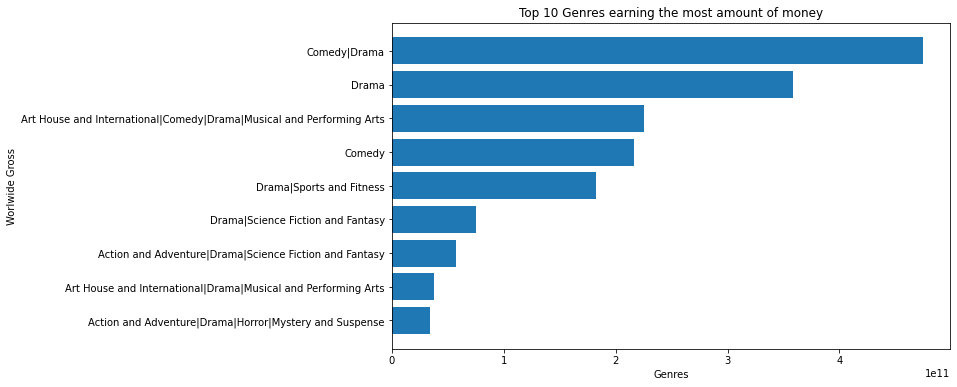 Top 10 Genres earning the most amount of money
Worlwide Gross
Comedy|Drama
Drama
Art House and International|Comedy|Drama|Musical and Performing Arts
Comedy
Drama|Sports and Fitness
Drama|Science Fiction and Fantasy
Action and Adventure|Drama|Science Fiction and Fantasy
Art House and International|Drama|Musical and Performing Arts
Action and Adventure|Drama|Horror|Mystery and Suspense
0 1 2 3 4
1e11
Genres